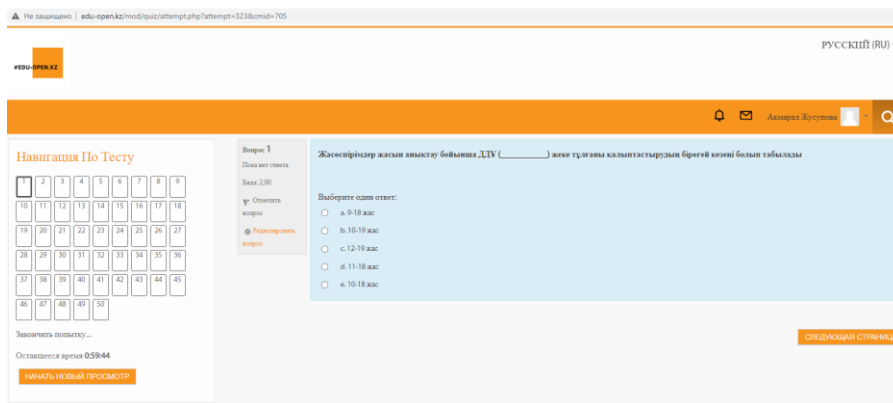 Не защищено | edu-open.kz/mod/quiz/attempt.php?attempt=323&cmid=705
РУССКИЙ (RU)
#EDU-OPEN.KZ
Акмарал Жусупова
Навигация По Тесту
1 2 3 4 5 6 7 8 9
10 11 12 13 14 15 16 17 18
19 20 21 22 23 24 25 26 27
28 29 30 31 32 33 34 35 36
37 38 39 40 41 42 43 44 45
46 47 48 49 50
Закончить попытку...
Оставшееся время 0:59:44
НАЧАТЬ НОВЫЙ ПРОСМОТР
Вопрос 1
Пока нет ответа
Балл: 2,00
Отметить
вопрос
Редактировать
вопрос
Жасөспірімдер жасын анықтау бойынша ДДҰ (__________) жеке тұлғаны қалыптастырудың бірегей кезеңі болып табылады
Выберите один ответ:
a. 9-18 жас
b. 10-19 жас
c. 12-19 жас
d. 11-18 жас
e. 10-18 жас
СЛЕДУЮЩАЯ СТРАНИЦ